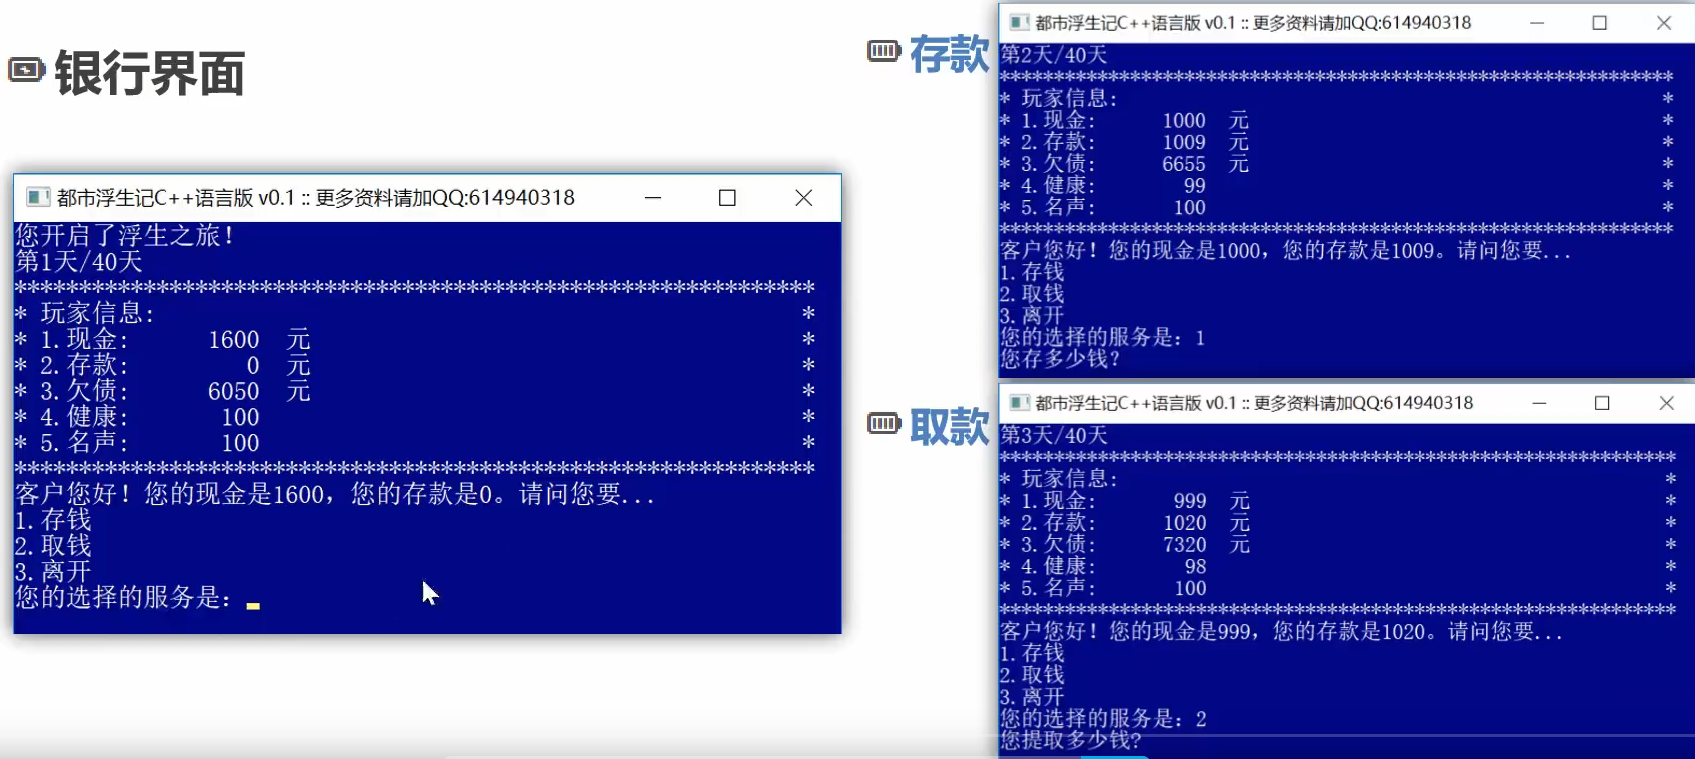 银行界面
都市浮生记C++语言版 v0.1 :: 更多资料请加QQ:614940318
您开启了浮生之旅!
第1天/40天
**************************************************************
* 玩家信息: *
* 1.现金: 1600 元 *
* 2.存款: 0 元 *
* 3.欠债: 6050 元 *
* 4.健康: 100 *
* 5.名声: 100 *
**************************************************************
客户您好! 您的现金是1600, 您的存款是0。请问您要...
1.存钱
2.取钱
3.离开
您的选择的服务是:
存款
都市浮生记C++语言版 v0.1 :: 更多资料请加QQ:614940318
第2天/40天
**************************************************************
* 玩家信息: *
* 1.现金: 1000 元 *
* 2.存款: 1009 元 *
* 3.欠债: 6655 元 *
* 4.健康: 99 *
* 5.名声: 100 *
**************************************************************
客户您好! 您的现金是1000, 您的存款是1009。请问您要...
1.存钱
2.取钱
3.离开
您的选择的服务是: 1
您存多少钱?
取款
都市浮生记C++语言版 v0.1 :: 更多资料请加QQ:614940318
第3天/40天
**************************************************************
* 玩家信息: *
* 1.现金: 999 元 *
* 2.存款: 1020 元 *
* 3.欠债: 7320 元 *
* 4.健康: 98 *
* 5.名声: 100 *
**************************************************************
客户您好! 您的现金是999, 您的存款是1020。请问您要...
1.存钱
2.取钱
3.离开
您的选择的服务是: 2
您提取多少钱?